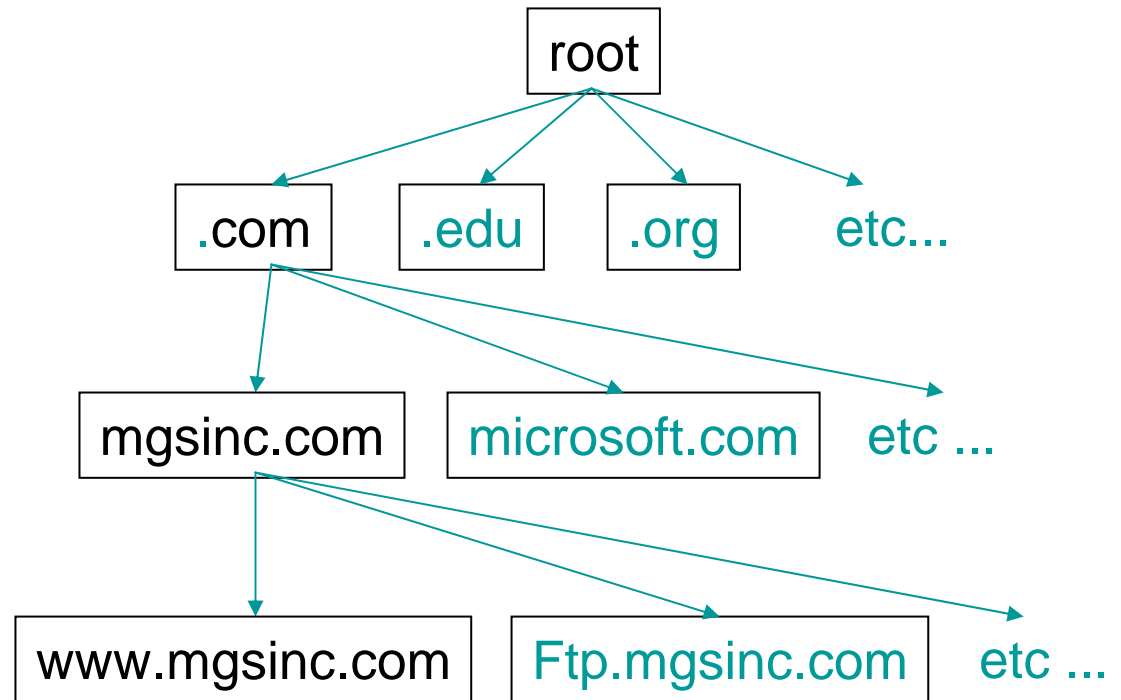 root
.com .edu .org etc...
mgsinc.com microsoft.com etc ...
www.mgsinc.com Ftp.mgsinc.com etc ...